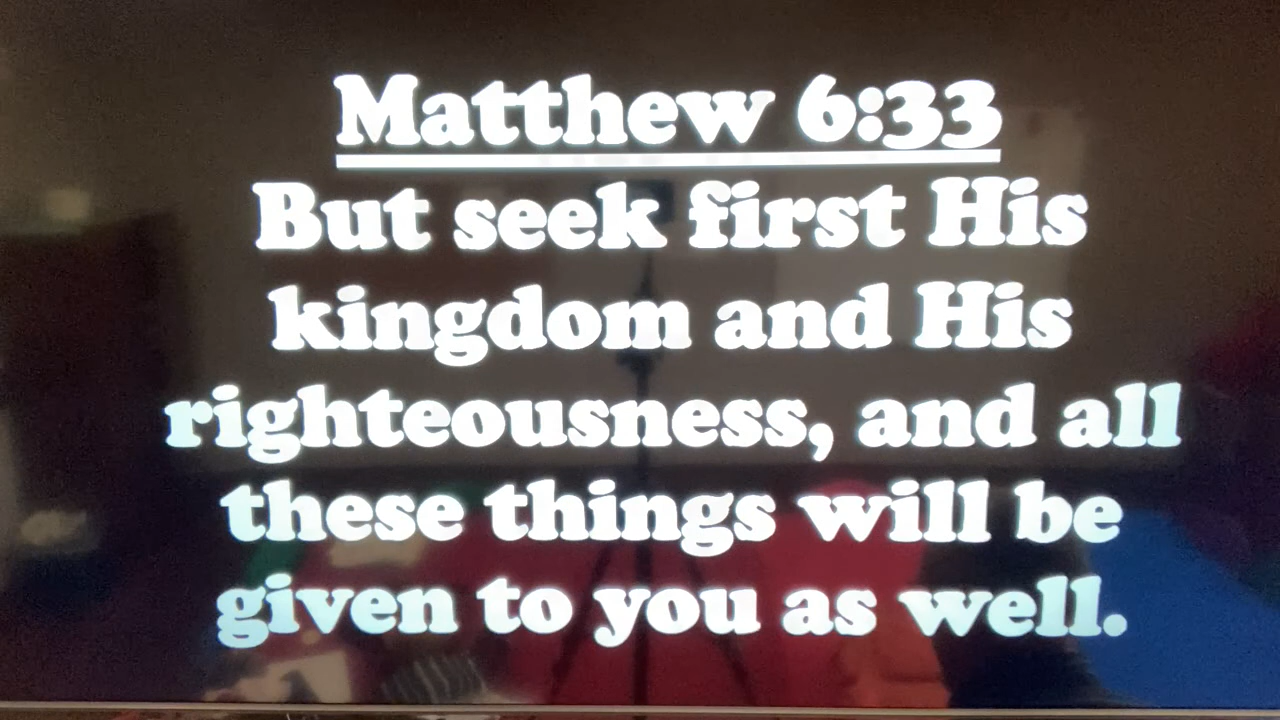 Matthew 6:33
But seek first His
kingdom and His
righteousness, and all
these things will be
given to you as well.